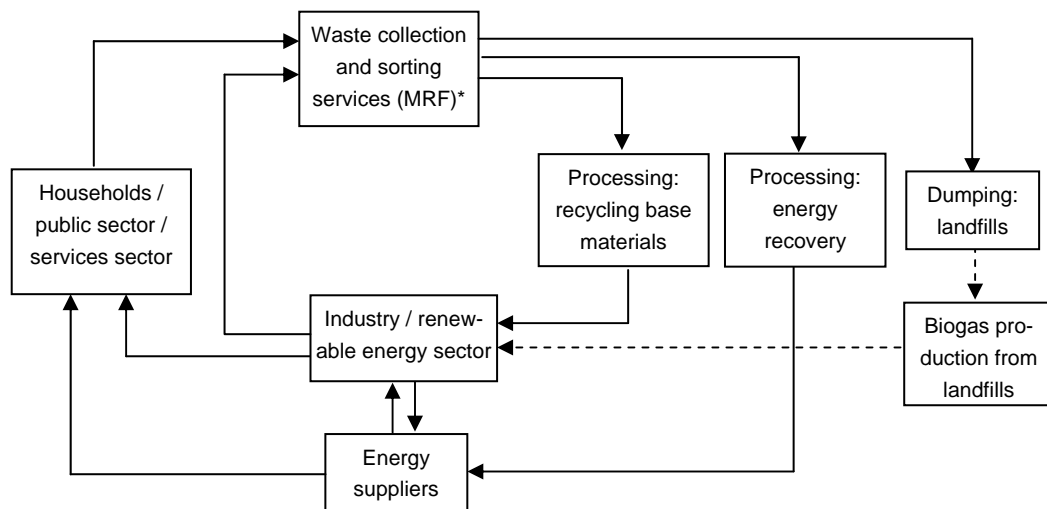 Waste collection
and sorting
services (MRF)*
Households /
public sector /
services sector
Processing:
recycling base
materials
Processing:
energy
recovery
Dumping:
landfills
Industry / renew-
able energy sector
Biogas pro-
duction from
landfills
Energy
suppliers